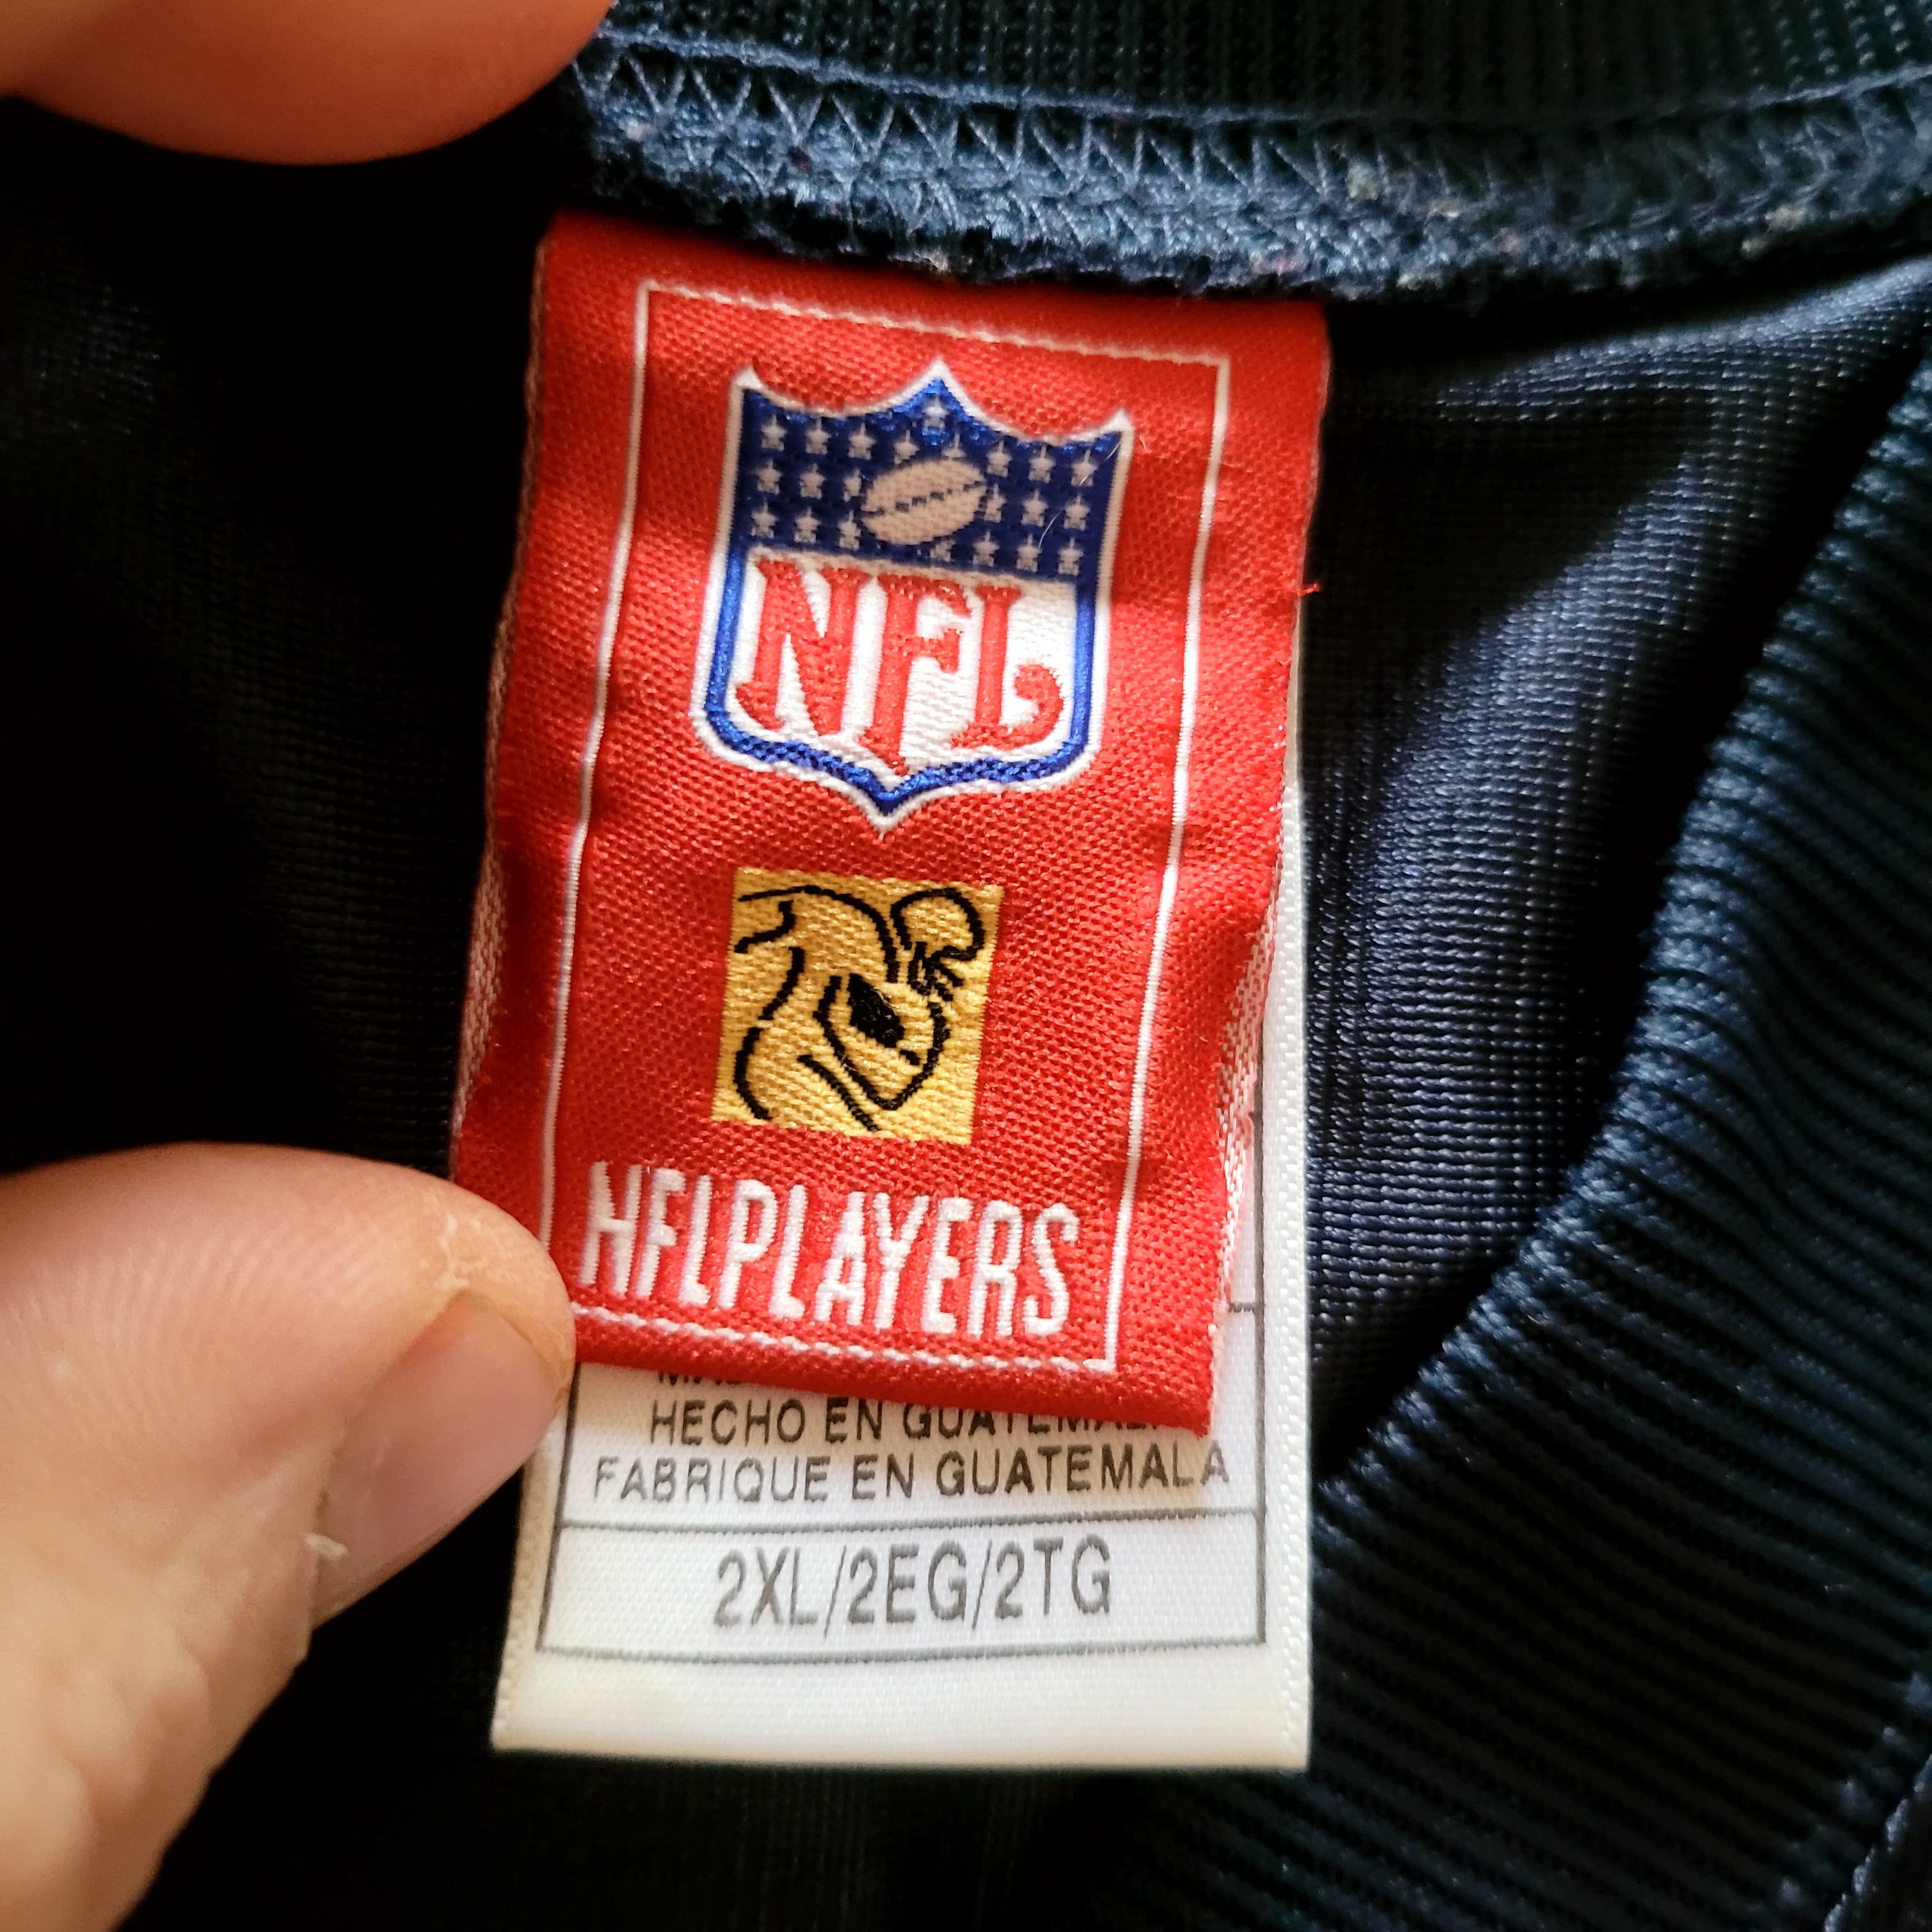 NFL
NFLPLAYERS
HECHO EN GUATEMALA
FABRIQUE EN GUATEMALA
2XL/2EG/2TG